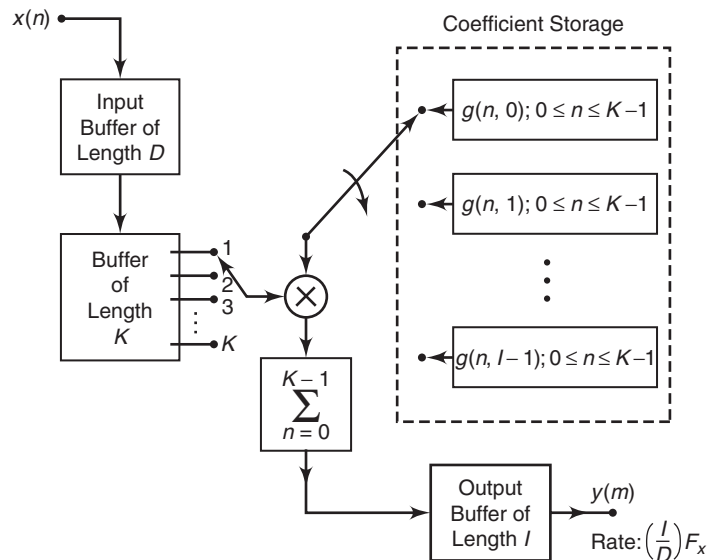 x(n)
Coefficient Storage
Input
Buffer of
Length D
g(n, 0); 0 ≤ n ≤ K–1
g(n, 1); 0 ≤ n ≤ K–1
Buffer
of
Length
K
1
2
3
K
×
g(n, I–1); 0 ≤ n ≤ K–1
K – 1
∑
n = 0
Output
Buffer of
Length I
y(m)
Rate: (I/D) Fx